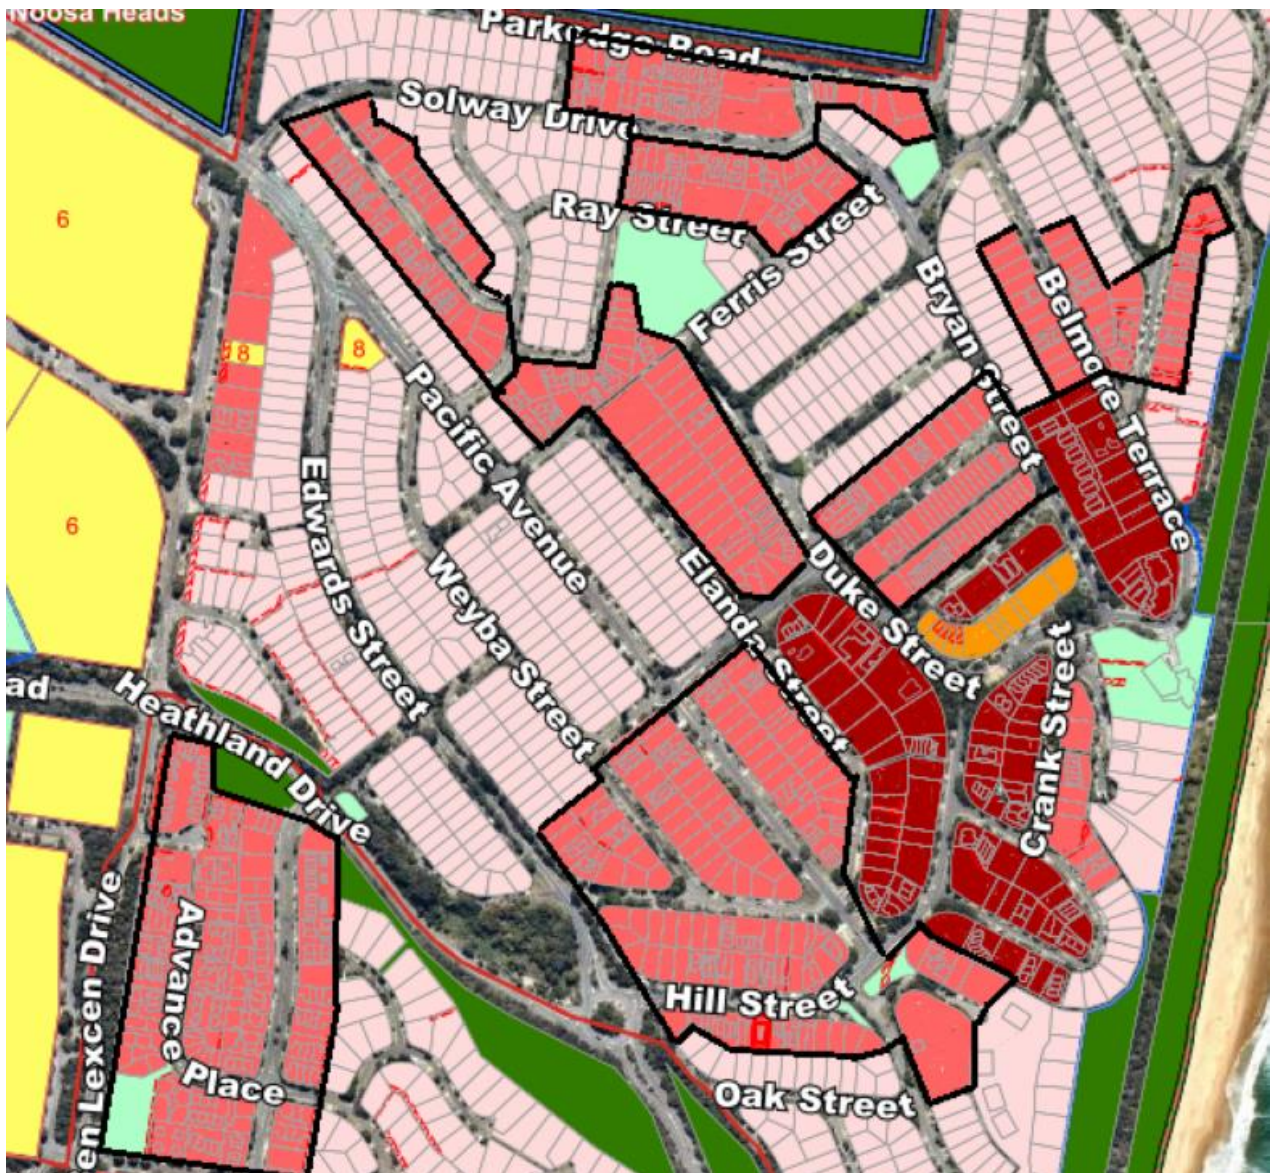 Noosa Heads
Parkedge Road
Solway Drive
Ray Street
Ferris Street
6
8
8
Bryan Street
Belmore Terrace
Pacific Avenue
6
Edwards Street
Weyba Street
Elanda Street
Duke Street
Crank Street
ad
Heathland Drive
en Lexcen Drive
Advance Place
Hill Street
Oak Street